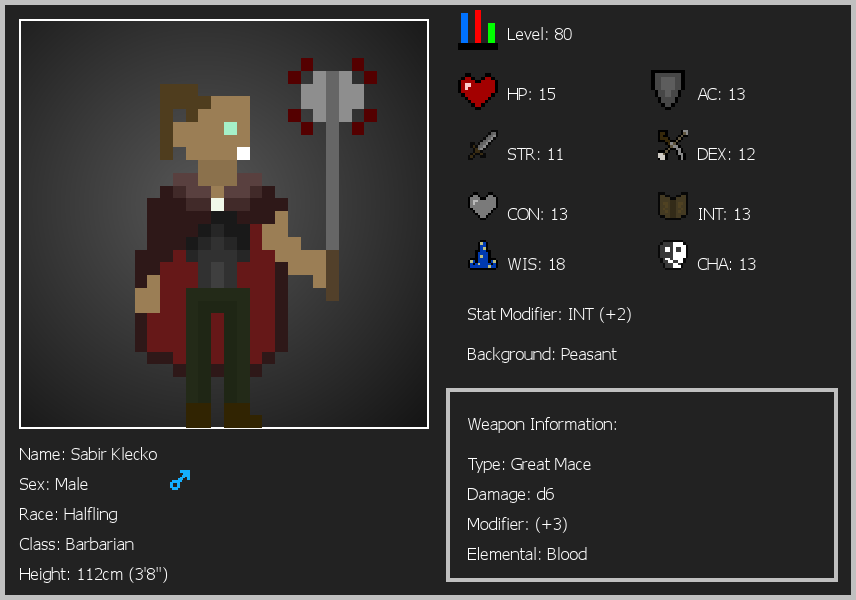 Level: 80
HP: 15
AC: 13
STR: 11
DEX: 12
CON: 13
INT: 13
WIS: 18
CHA: 13
Stat Modifier: INT (+2)
Background: Peasant
Weapon Information:
Type: Great Mace
Damage: d6
Modifier: (+3)
Elemental: Blood
Name: Sabir Klecko
Sex: Male
Race: Halfling
Class: Barbarian
Height: 112cm (3'8")